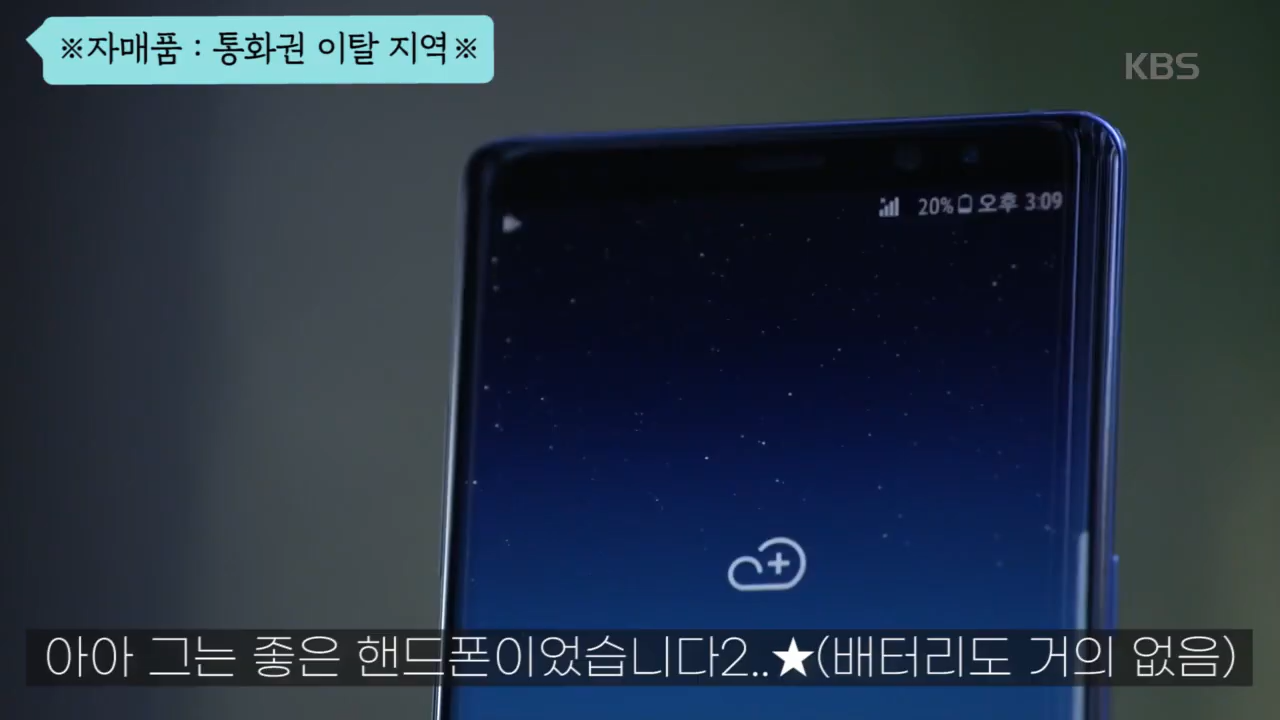 ※자매품 : 통화권 이탈 지역※
KBS
20% 오후 3:09
아아 그는 좋은 핸드폰이었습니다2..★(배터리도 거의 없음)